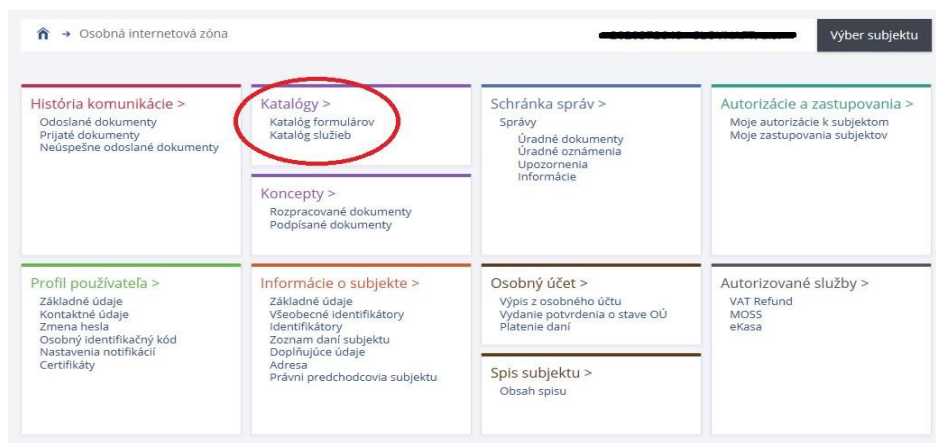 → Osobná internetová zóna
Výber subjektu
História komunikácie >
Odoslané dokumenty
Prijaté dokumenty
Neúspešne odoslané dokumenty
Katalógy >
Katalóg formulárov
Katalóg služieb
Koncepty >
Rozpracované dokumenty
Podpísané dokumenty
Schránka správ >
Správy
Úradné dokumenty
Úradné oznámenia
Upozornenia
Informácie
Autorizácie a zastupovania >
Moje autorizácie k subjektom
Moje zastupovania subjektov
Profil používateľa >
Základné údaje
Kontaktné údaje
Zmena hesla
Osobný identifikačný kód
Nastavenia notifikácií
Certifikáty
Informácie o subjekte >
Základné údaje
Všeobecné identifikátory
Identifikátory
Zoznam daní subjektu
Doplňujúce údaje
Adresa
Právni predchodcovia subjektu
Osobný účet >
Výpis z osobného účtu
Vydanie potvrdenia o stave OÚ
Platenie daní
Spis subjektu >
Obsah spisu
Autorizované služby >
VAT Refund
MOSS
eKasa